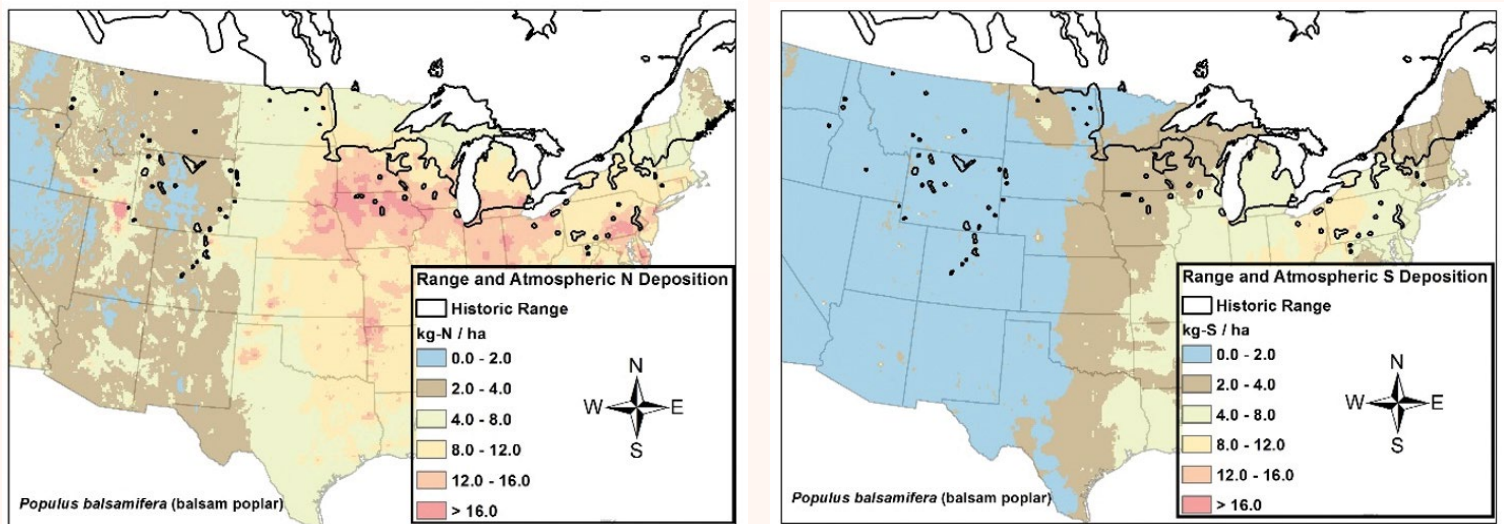 Range and Atmospheric N Deposition
Historic Range
kg-N / ha
0.0 - 2.0
2.0 - 4.0
4.0 - 8.0
8.0 - 12.0
12.0 - 16.0
> 16.0
N
W E
S
Populus balsamifera (balsam poplar)
Range and Atmospheric S Deposition
Historic Range
kg-S / ha
0.0 - 2.0
2.0 - 4.0
4.0 - 8.0
8.0 - 12.0
12.0 - 16.0
> 16.0
N
W E
S
Populus balsamifera (balsam poplar)